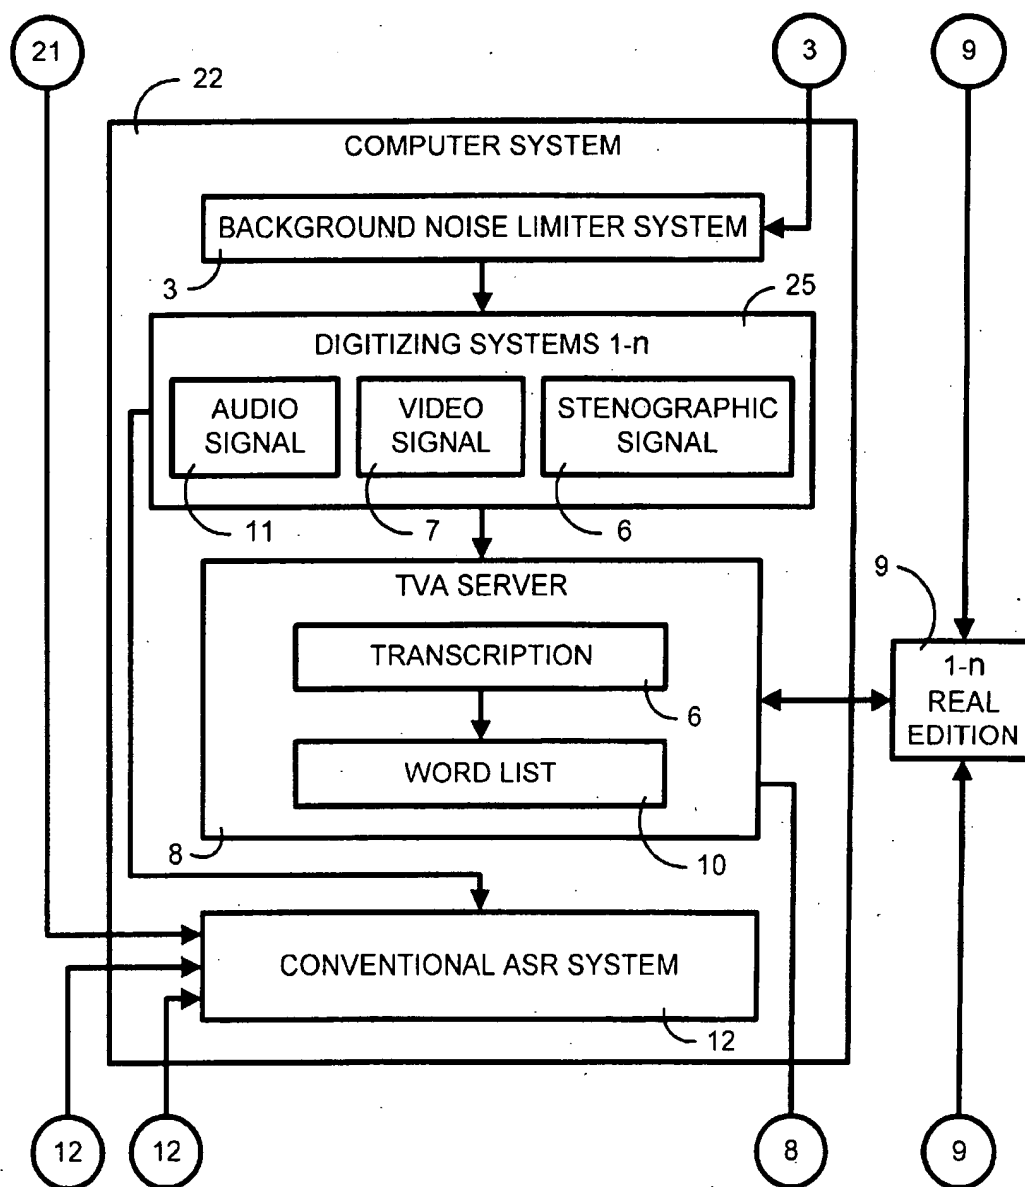 21
3
9
22
COMPUTER SYSTEM
BACKGROUND NOISE LIMITER SYSTEM
3
25
DIGITIZING SYSTEMS 1-n
AUDIO
SIGNAL
VIDEO
SIGNAL
STENOGRAPHIC
SIGNAL
11
7
6
TVA SERVER
9
TRANSCRIPTION
6
1-n
REAL
EDITION
WORD LIST
8
10
CONVENTIONAL ASR SYSTEM
12
12
12
8
9